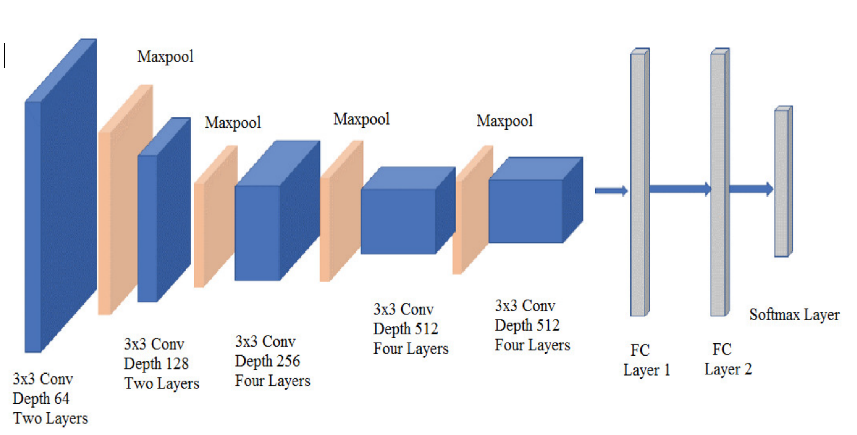 Maxpool
Maxpool
Maxpool
Maxpool
3x3 Conv
Depth 64
Two Layers
3x3 Conv
Depth 128
Two Layers
3x3 Conv
Depth 256
Four Layers
3x3 Conv
Depth 512
Four Layers
3x3 Conv
Depth 512
Four Layers
FC
Layer 1
FC
Layer 2
Softmax Layer